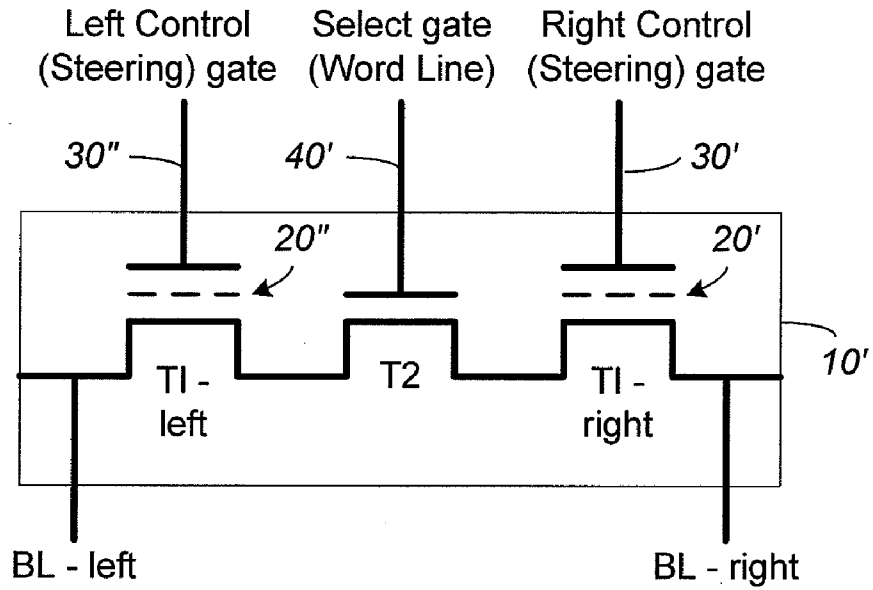 Left Control
(Steering) gate
Select gate
(Word Line)
Right Control
(Steering) gate
30"
40'
30'
20"
20'
10'
TI -
left
T2
TI -
right
BL - left
BL - right